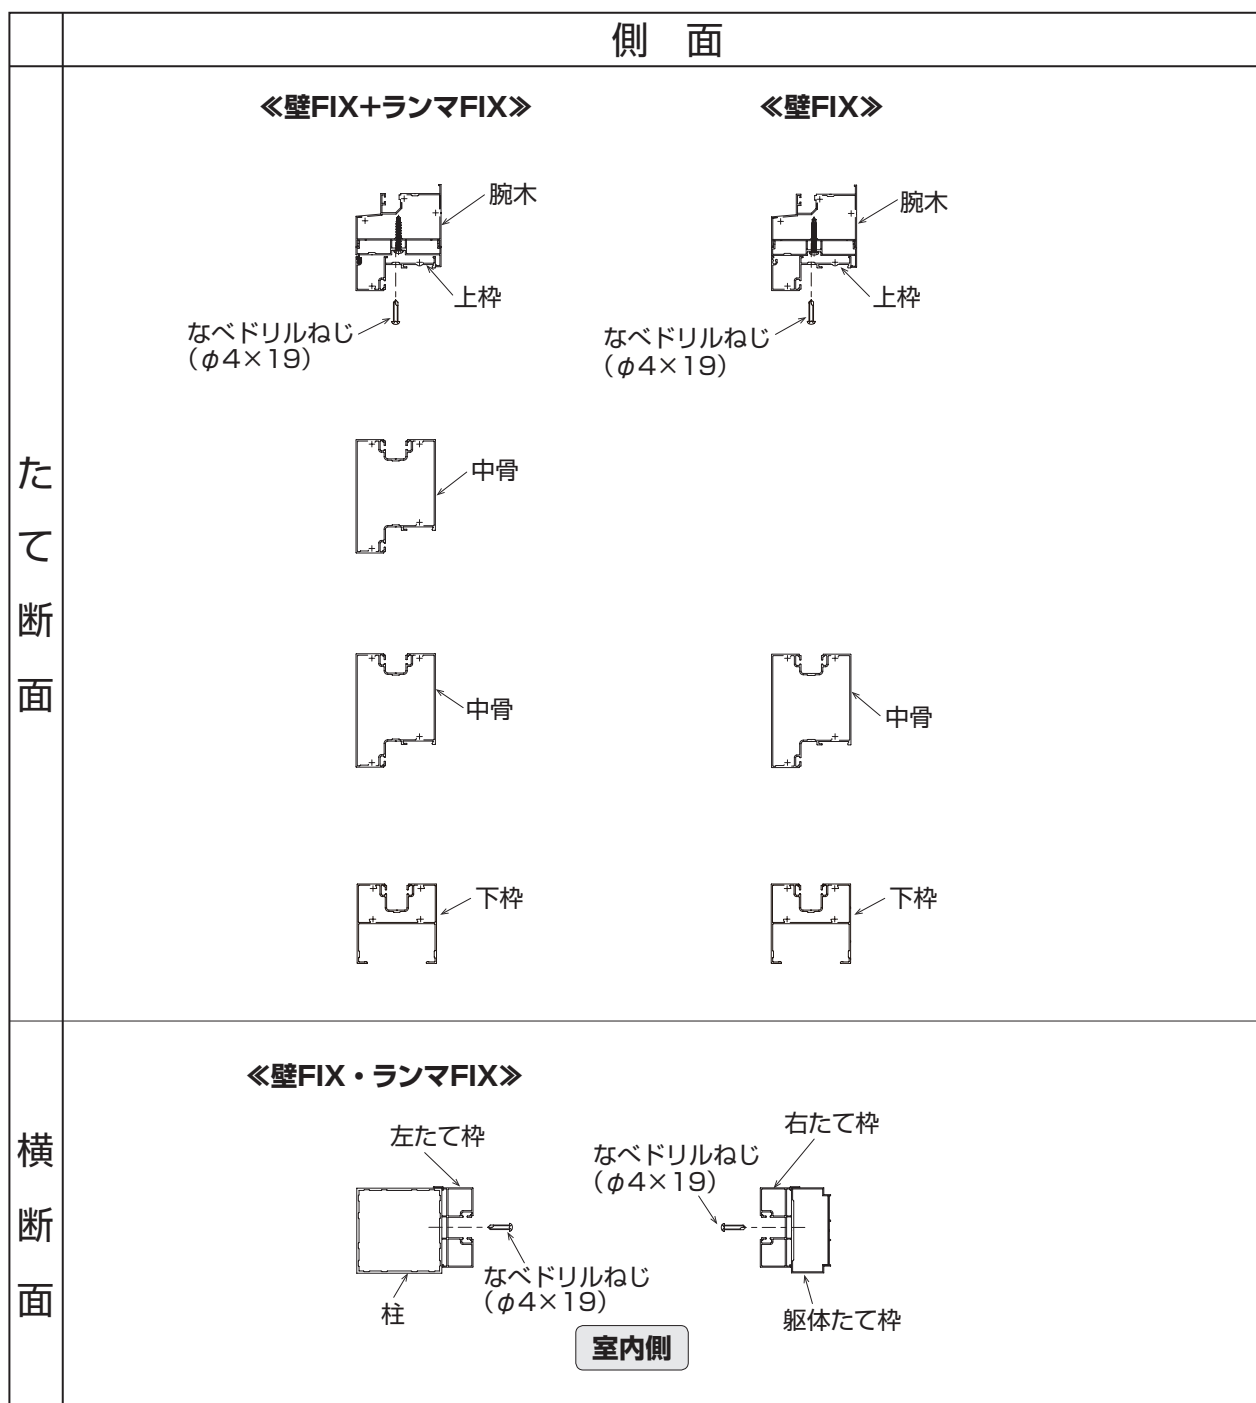 側 面
たて断面
≪壁FIX+ランマFIX≫
≪壁FIX≫
腕木
上枠
なべドリルねじ
(φ4×19)
腕木
上枠
なべドリルねじ
(φ4×19)
中骨
中骨
中骨
下枠
下枠
横断面
≪壁FIX・ランマFIX≫
左たて枠
なべドリルねじ
(φ4×19)
柱
右たて枠
なべドリルねじ
(φ4×19)
躯体たて枠
室内側